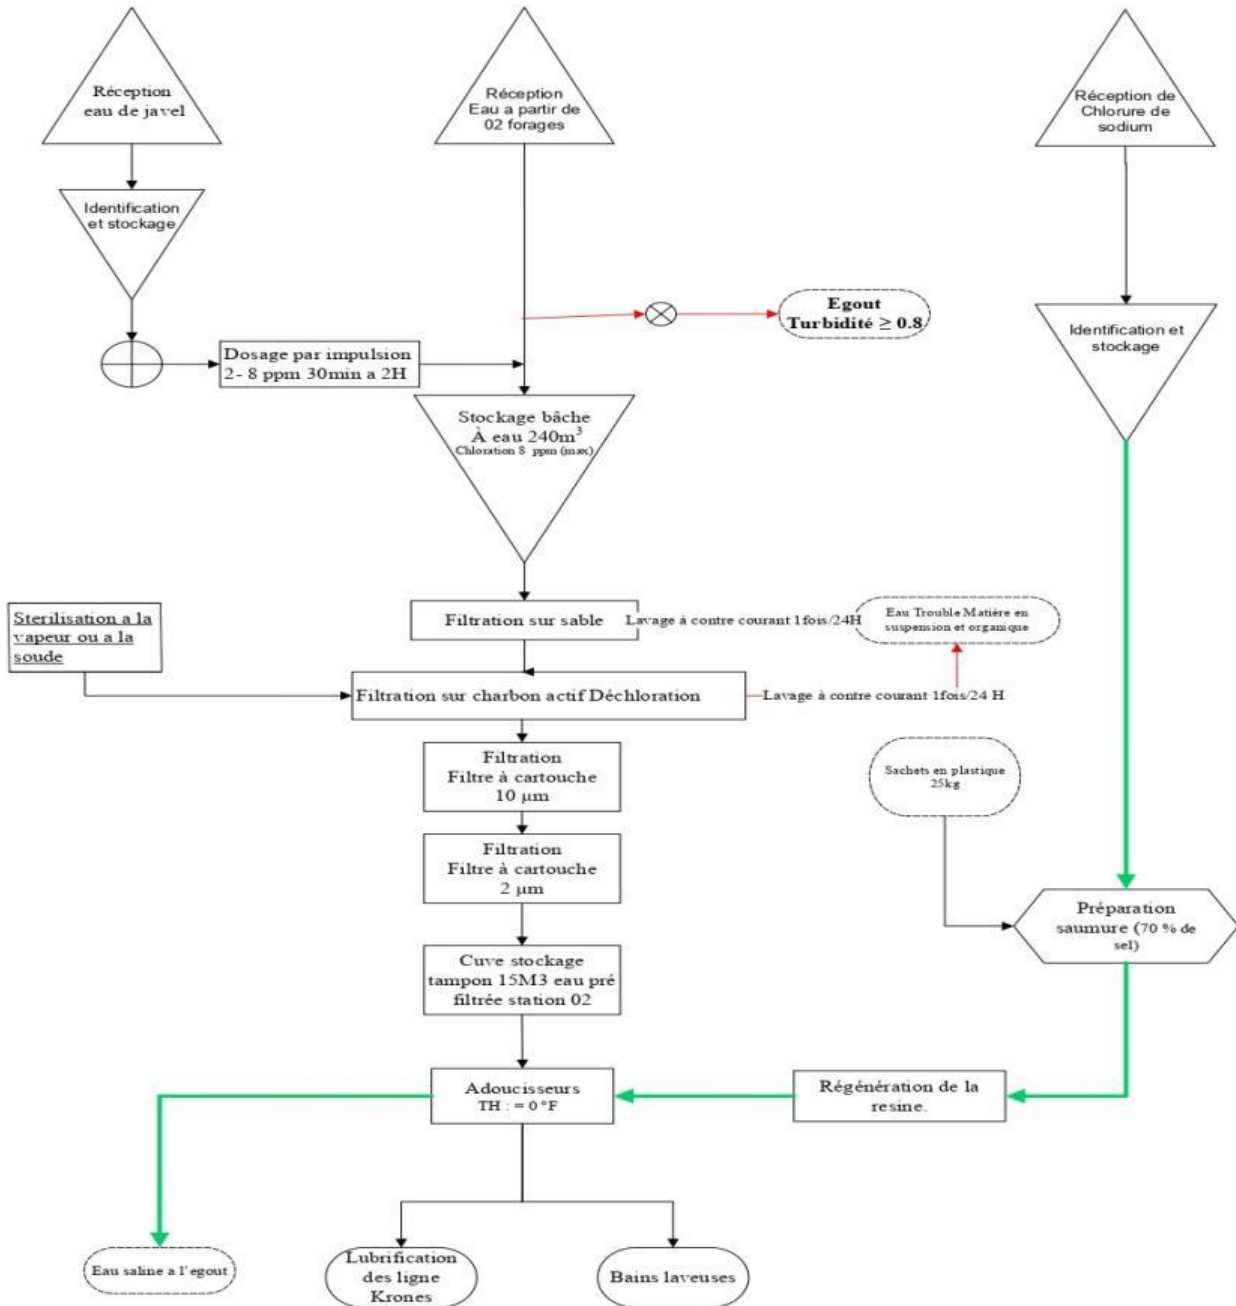 Réception
eau de javel
Réception
Eau a partir de
02 forages
Réception de
Chlorure de
sodium
Identification
et stockage
Egout
Turbidité ≥ 0.8
Identification et
stockage
Dosage par impulsion
2- 8 ppm 30min a 2H
Stockage bâche
À eau 240m³
Chloration 8 ppm (max)
Sterilisation a la
vapeur ou a la
soude
Filtration sur sable
Lavage à contre courant 1fois/24H
Eau Trouble Matière en
suspension et organique
Filtration sur charbon actif Déchloration
Lavage à contre courant 1fois/24 H
Filtration
Filtre à cartouche
10 µm
Sachets en plastique
25kg
Filtration
Filtre à cartouche
2 µm
Préparation
saumure (70 % de
sel)
Cuve stockage
tampon 15M3 eau pré
filtrée station 02
Adoucisseurs
TH : = 0 °F
Régénération de la
resine.
Eau saline a l'egout
Lubrification
des ligne
Krones
Bains laveuses